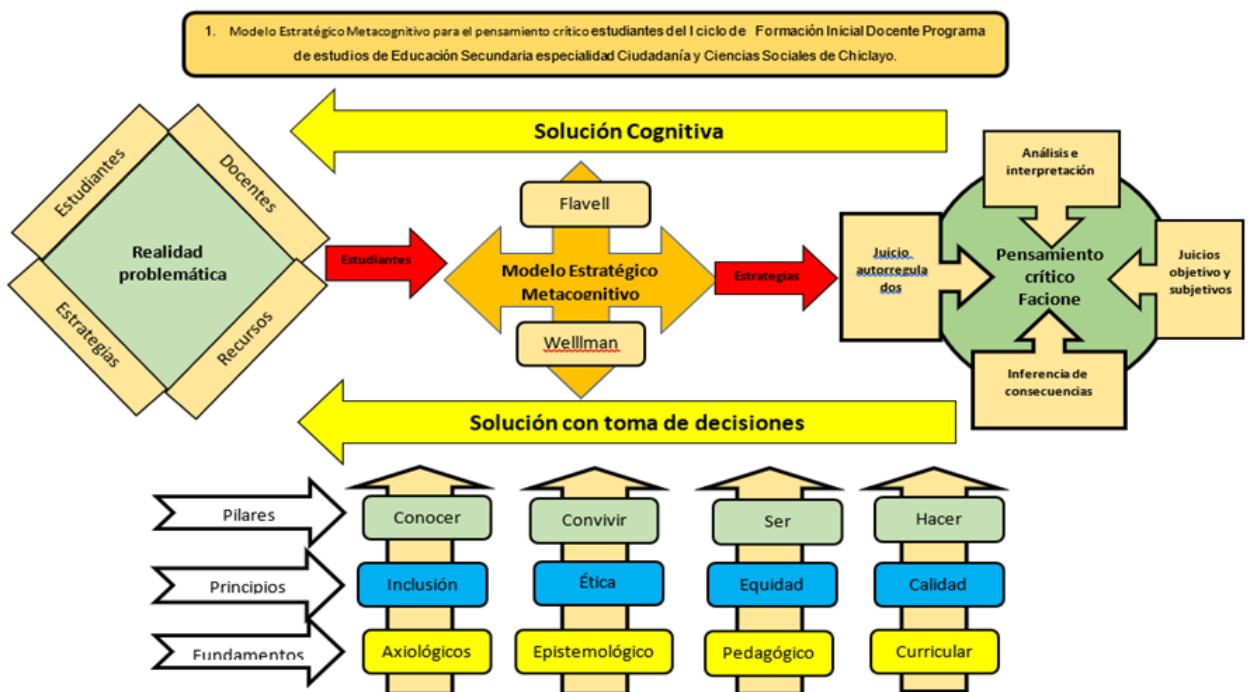 1. Modelo Estratégico Metacognitivo para el pensamiento crítico estudiantes del I ciclo de Formación Inicial Docente Programa
de estudios de Educación Secundaria especialidad Ciudadanía y Ciencias Sociales de Chiclayo.
Solución Cognitiva
Estudiantes
Docentes
Realidad
problemática
Estrategias
Recursos
Estudiantes
Flavell
Modelo Estratégico
Metacognitivo
Welllman
Estrategias
Análisis e
interpretación
Juicio
autorregula
dos
Pensamiento
crítico
Facione
Juicios
objetivo y
subjetivos
Inferencia de
consecuencias
Solución con toma de decisiones
Pilares
Conocer
Convivir
Ser
Hacer
Principios
Inclusión
Ética
Equidad
Calidad
Fundamentos
Axiológicos
Epistemológico
Pedagógico
Curricular